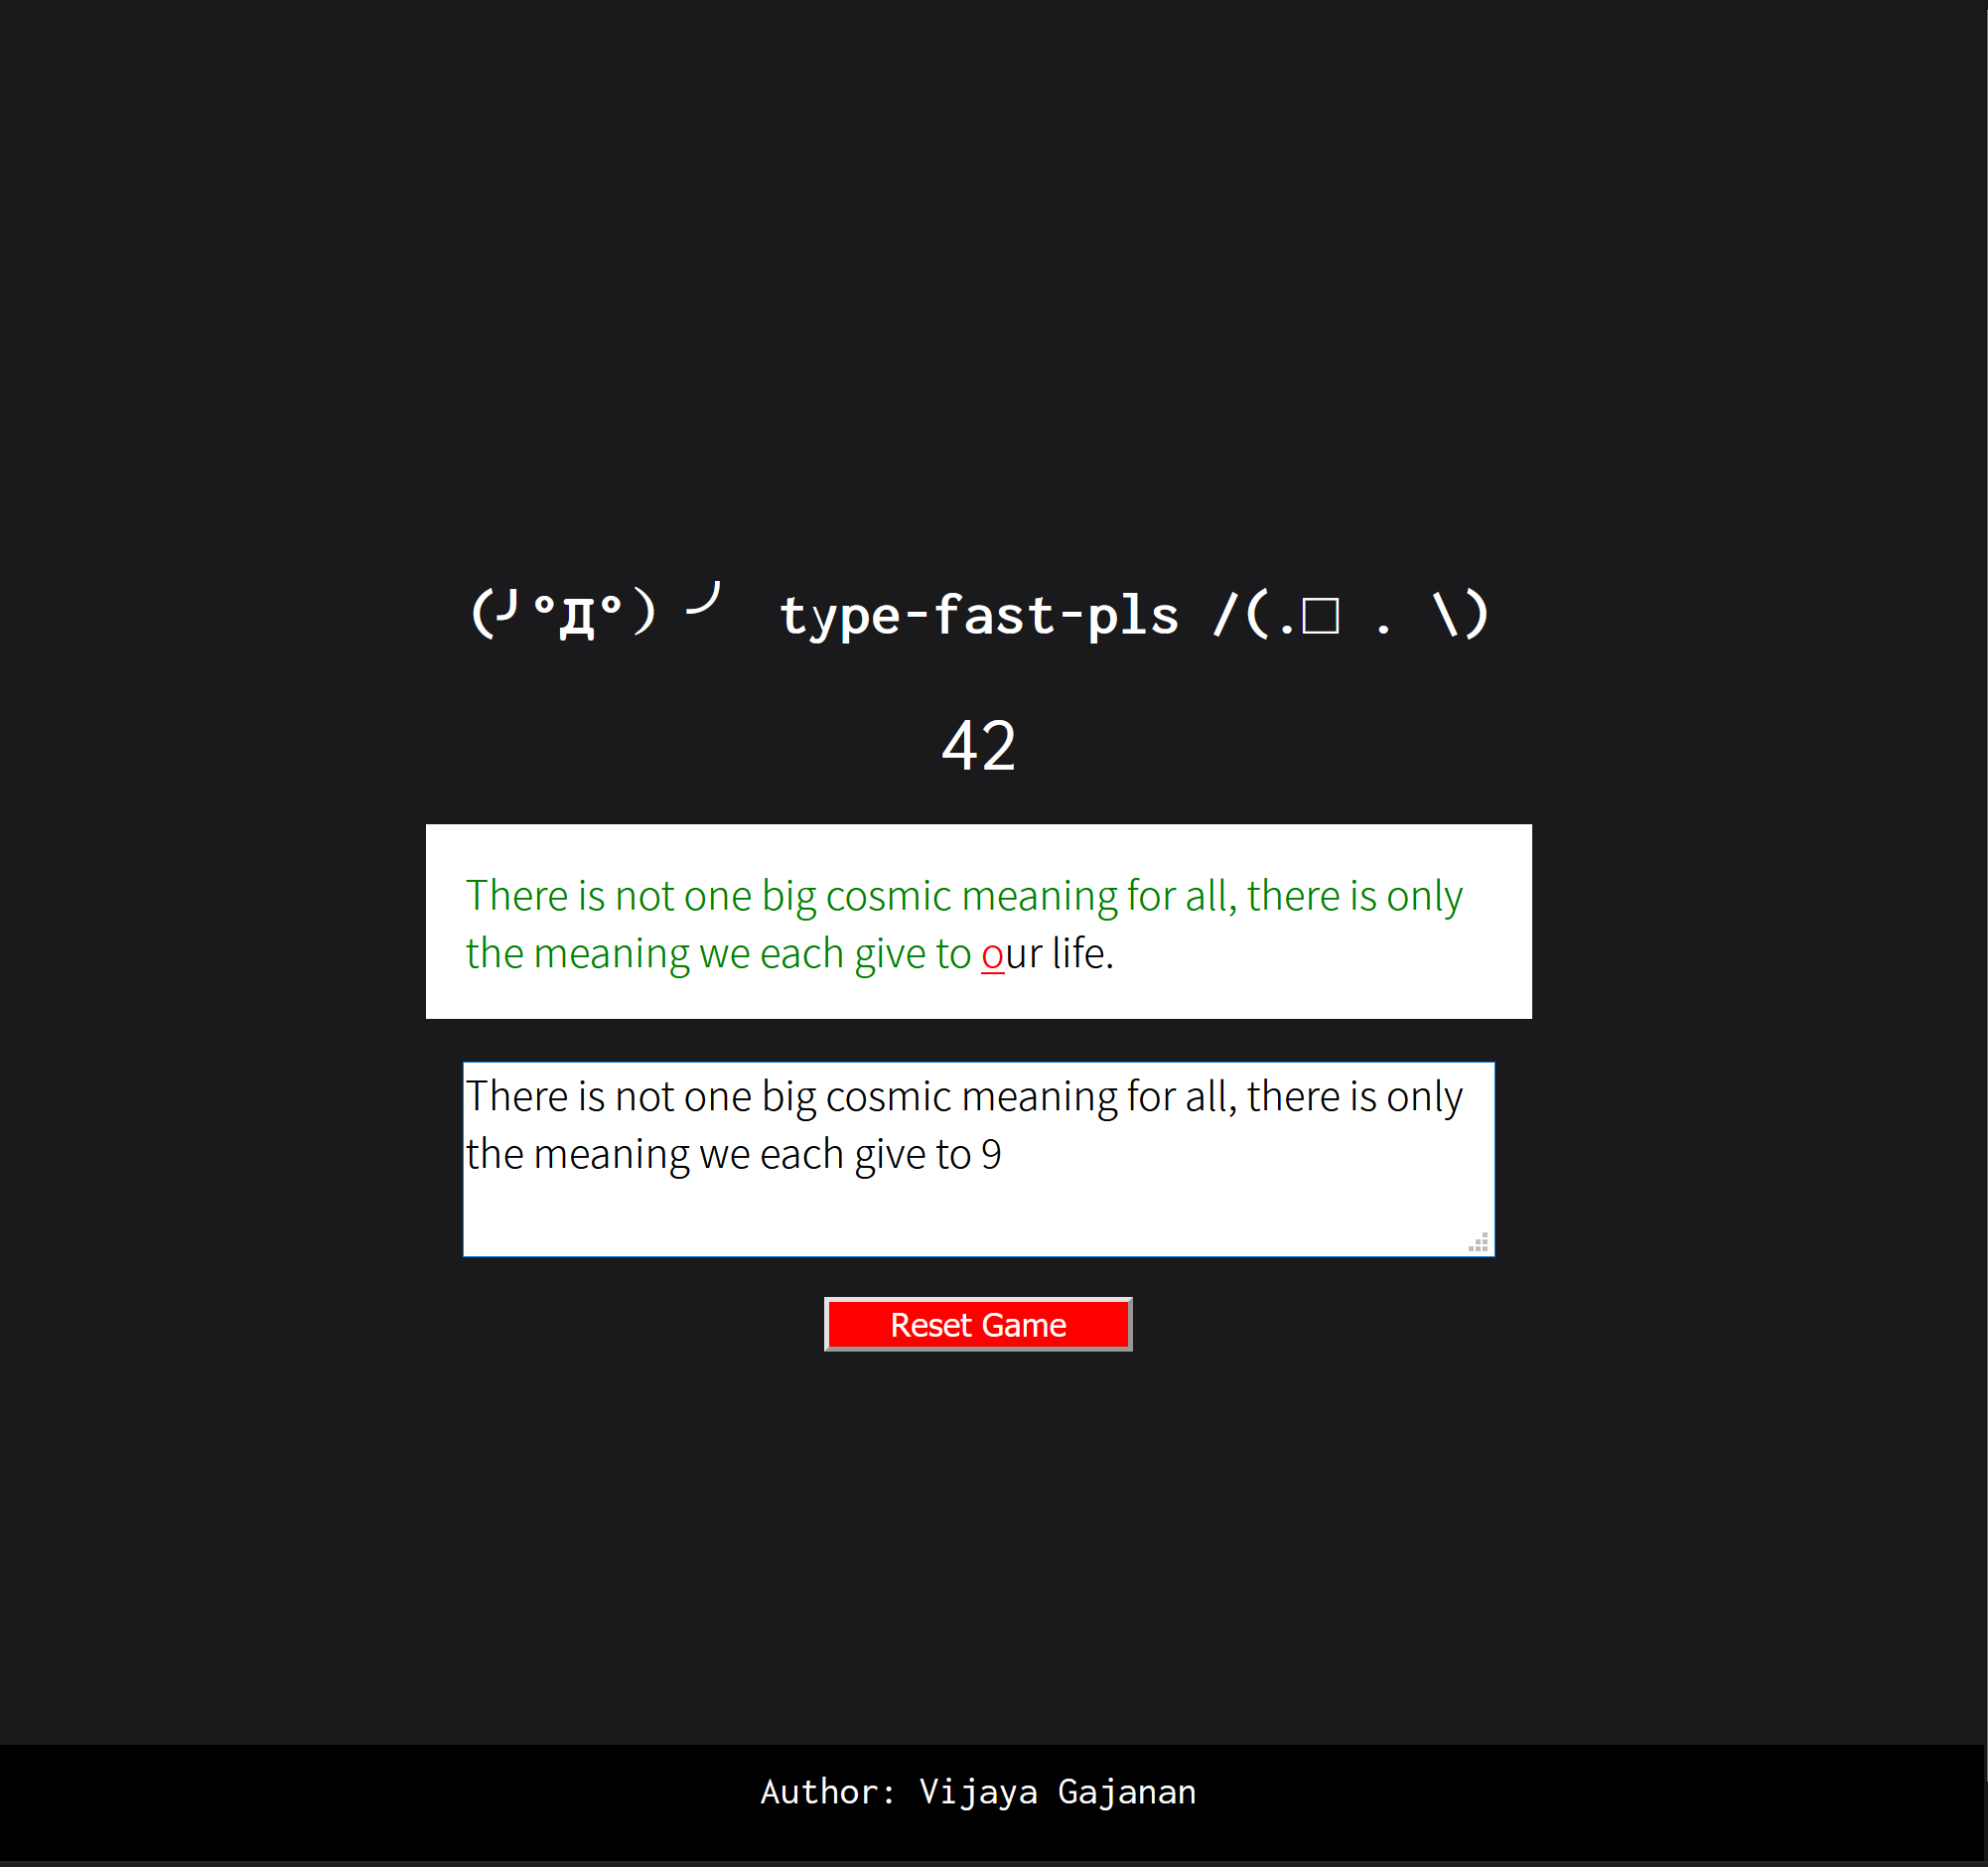 (╯°Д°）╯ type-fast-pls /(.□ . \)
42
There is not one big cosmic meaning for all, there is only
the meaning we each give to our life.
There is not one big cosmic meaning for all, there is only
the meaning we each give to 9
Reset Game
Author: Vijaya Gajanan